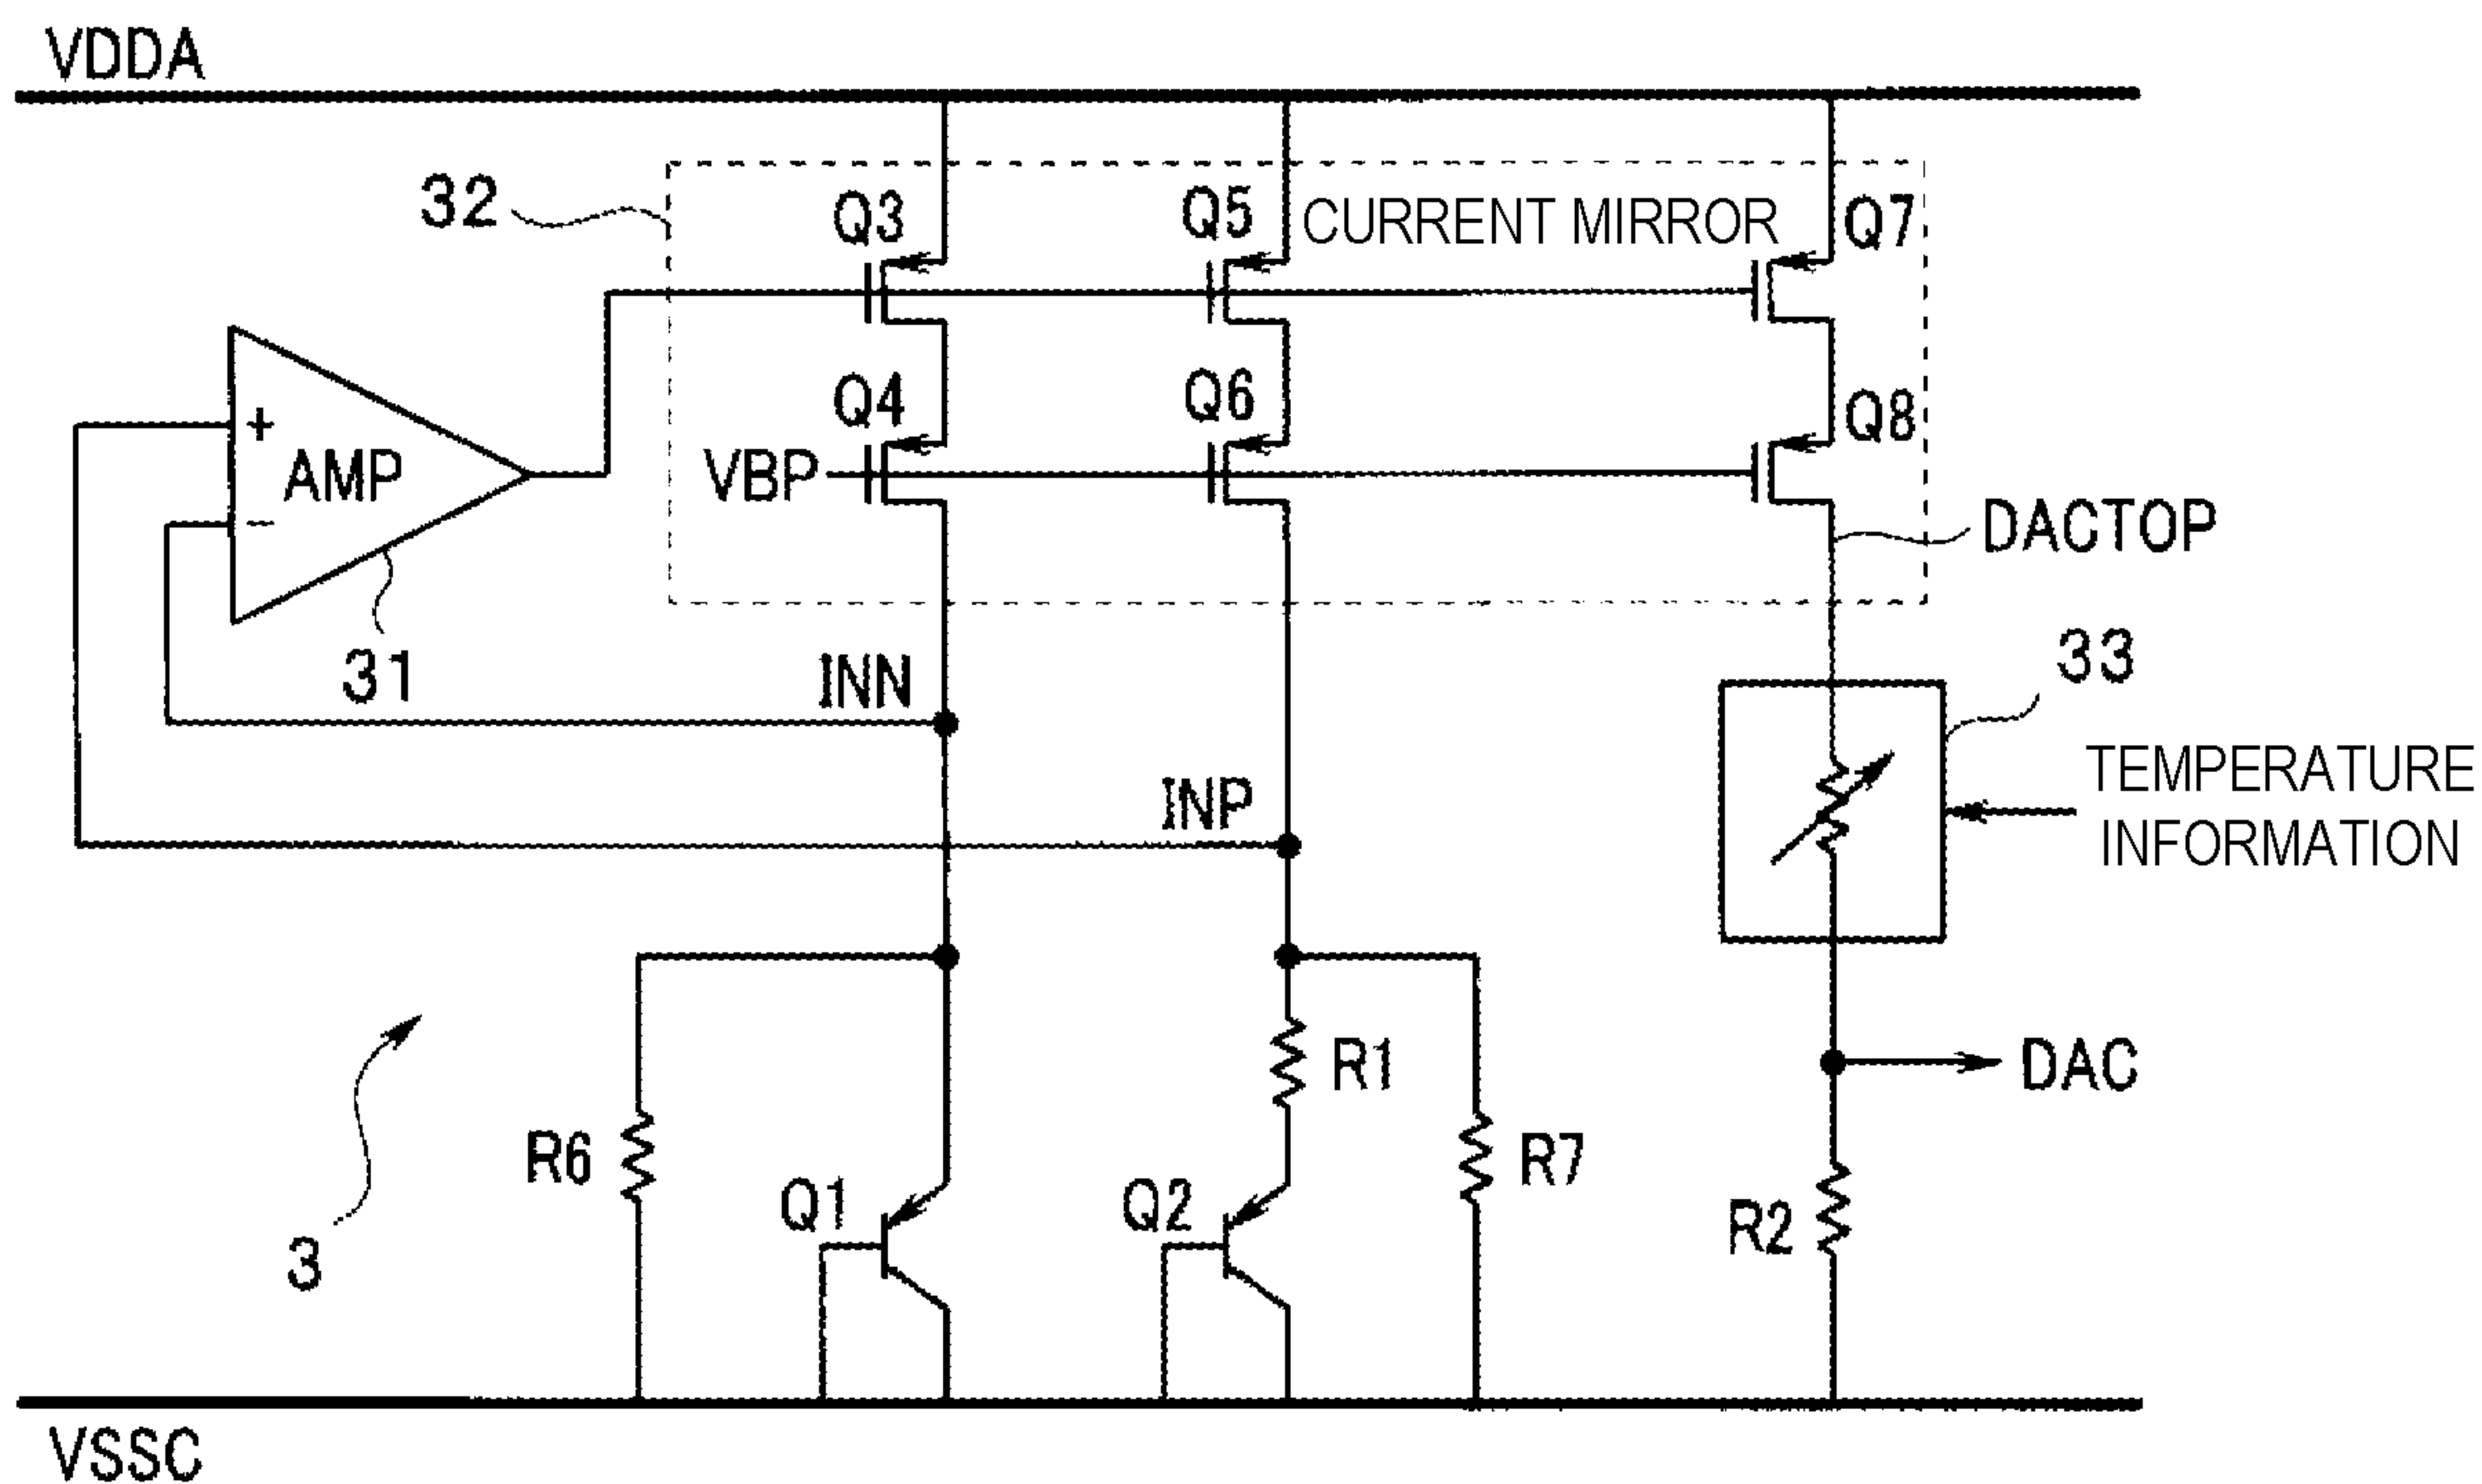 VDDA
32
Q3
Q5
CURRENT MIRROR
Q7
+
AMP
-
Q4
Q6
Q8
VBP
DACTOP
31
INN
33
INP
TEMPERATURE
INFORMATION
R1
DAC
R6
Q1
Q2
R7
R2
3
VSSC